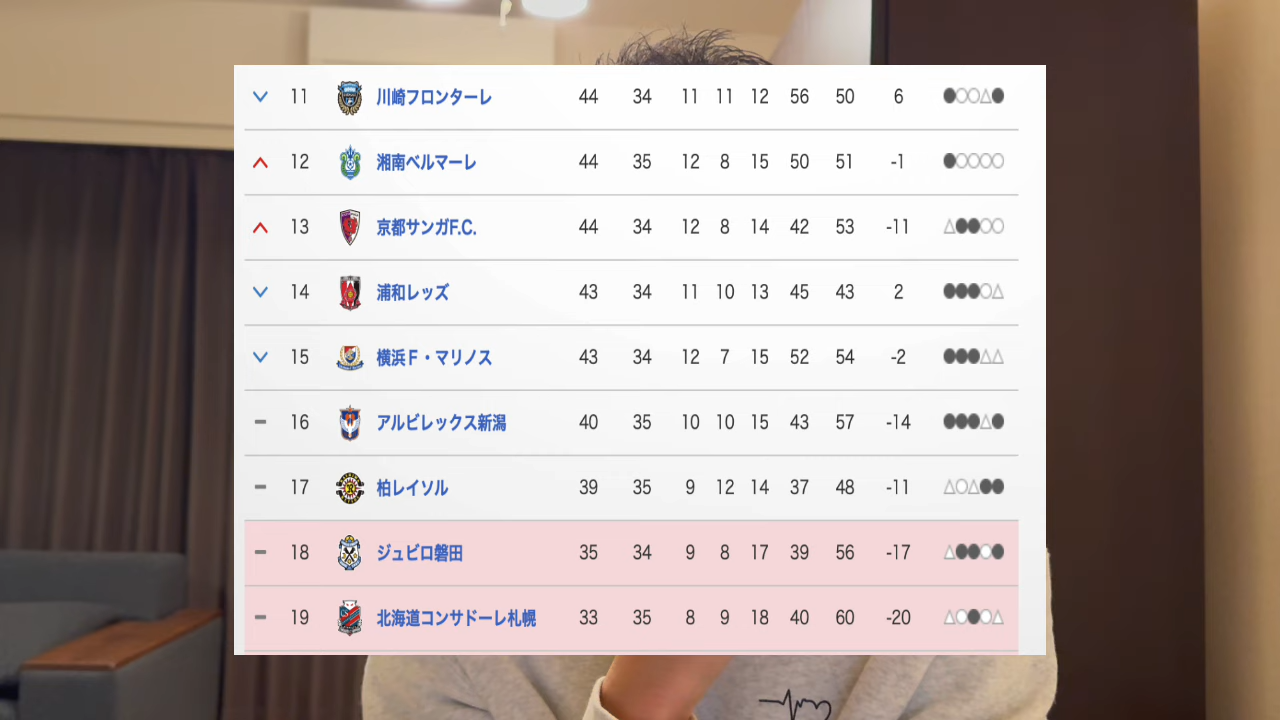 11 川崎フロンターレ 44 34 11 11 12 56 50 6 ●○○△●
12 湘南ベルマーレ 44 35 12 8 15 50 51 -1 ●○○○○
13 京都サンガF.C. 44 34 12 8 14 42 53 -11 △●●○○
14 浦和レッズ 43 34 11 10 13 45 43 2 ●●●○△
15 横浜F・マリノス 43 34 12 7 15 52 54 -2 ●●●△△
16 アルビレックス新潟 40 35 10 10 15 43 57 -14 ●●●△●
17 柏レイソル 39 35 9 12 14 37 48 -11 △○△●●
18 ジュビロ磐田 35 34 9 8 17 39 56 -17 △●●○●
19 北海道コンサドーレ札幌 33 35 8 9 18 40 60 -20 △○●○△